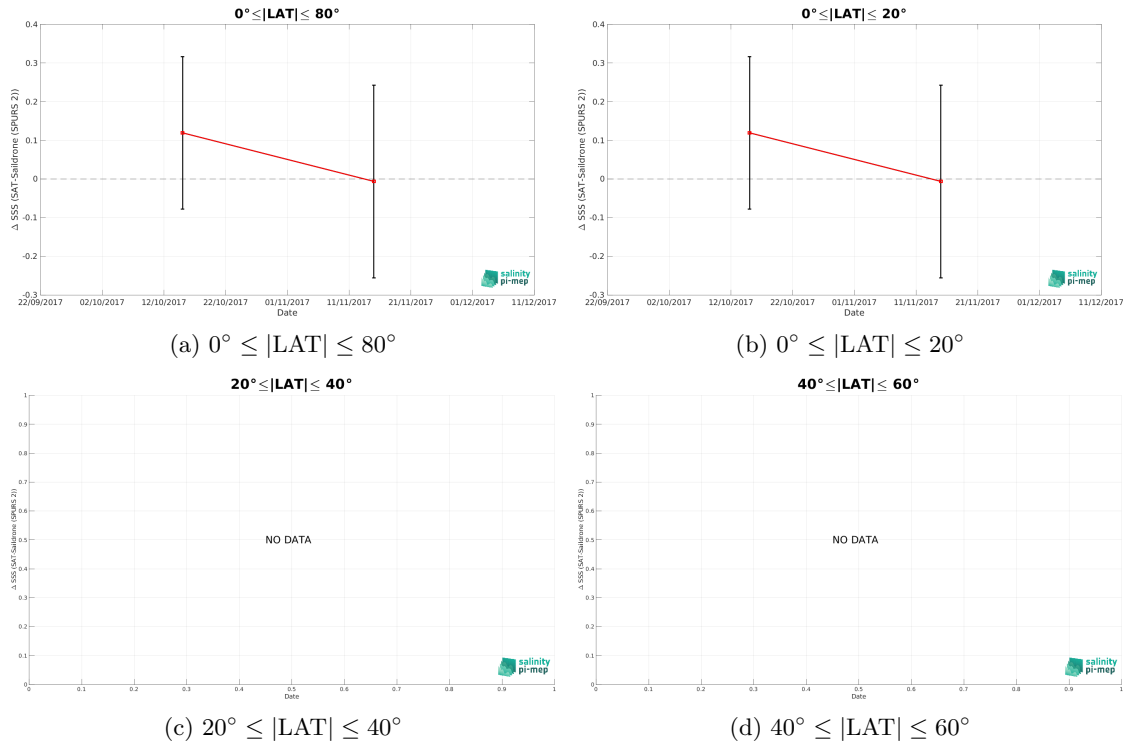 0°≤|LAT|≤ 80°
0.4
0.3
0.2
0.1
0
-0.1
-0.2
-0.3
Δ SSS (SAT-Saildrone (SPURS 2))
22/09/2017 02/10/2017 12/10/2017 22/10/2017 01/11/2017 11/11/2017 21/11/2017 01/12/2017 11/12/2017
Date
salinity
pi-mep
(a) 0° ≤ |LAT| ≤ 80°
0°≤|LAT|≤ 20°
0.4
0.3
0.2
0.1
0
-0.1
-0.2
-0.3
Δ SSS (SAT-Saildrone (SPURS 2))
22/09/2017 02/10/2017 12/10/2017 22/10/2017 01/11/2017 11/11/2017 21/11/2017 01/12/2017 11/12/2017
Date
salinity
pi-mep
(b) 0° ≤ |LAT| ≤ 20°
20°≤|LAT|≤ 40°
1
0.9
0.8
0.7
0.6
0.5
0.4
0.3
0.2
0.1
0
Δ SSS (SAT-Saildrone (SPURS 2))
NO DATA
0 0.1 0.2 0.3 0.4 0.5 0.6 0.7 0.8 0.9 1
Date
salinity
pi-mep
(c) 20° ≤ |LAT| ≤ 40°
40°≤|LAT|≤ 60°
1
0.9
0.8
0.7
0.6
0.5
0.4
0.3
0.2
0.1
0
Δ SSS (SAT-Saildrone (SPURS 2))
NO DATA
0 0.1 0.2 0.3 0.4 0.5 0.6 0.7 0.8 0.9 1
Date
salinity
pi-mep
(d) 40° ≤ |LAT| ≤ 60°